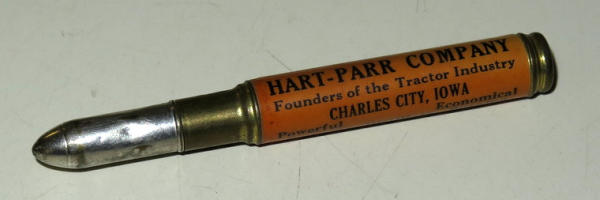 HART-PARR COMPANY
Founders of the Tractor Industry
CHARLES CITY, IOWA
Powerful Economical